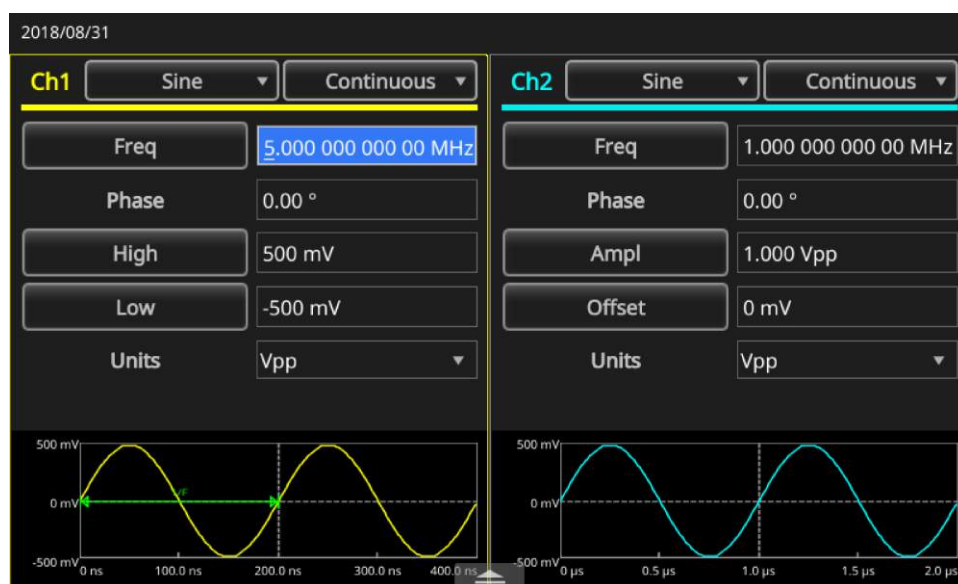 2018/08/31
Ch1 Sine Continuous
Freq 5.000 000 000 00 MHz
Phase 0.00 °
High 500 mV
Low -500 mV
Units Vpp
500 mV
0 mV
-500 mV
0 ns 100.0 ns 200.0 ns 300.0 ns 400.0
Ch2 Sine Continuous
Freq 1.000 000 000 00 MHz
Phase 0.00 °
Ampl 1.000 Vpp
Offset 0 mV
Units Vpp
500 mV
0 mV
-500 mV
0 µs 0.5 µs 1.0 µs 1.5 µs 2.0 µs